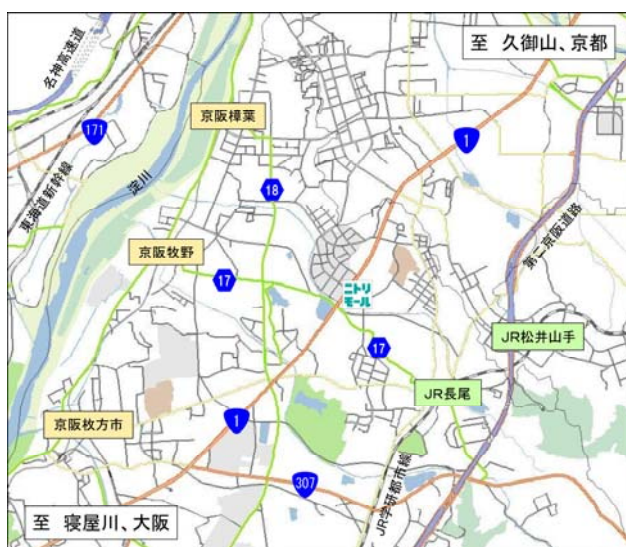 至 久御山、京都
名神高速道
171
京阪樟葉
1
東海道新幹線
淀川
18
第二京阪道路
京阪牧野
17
ニトリ
モール
JR松井山手
17
JR長尾
京阪枚方市
1
307
JR学研都市線
至 寝屋川、大阪